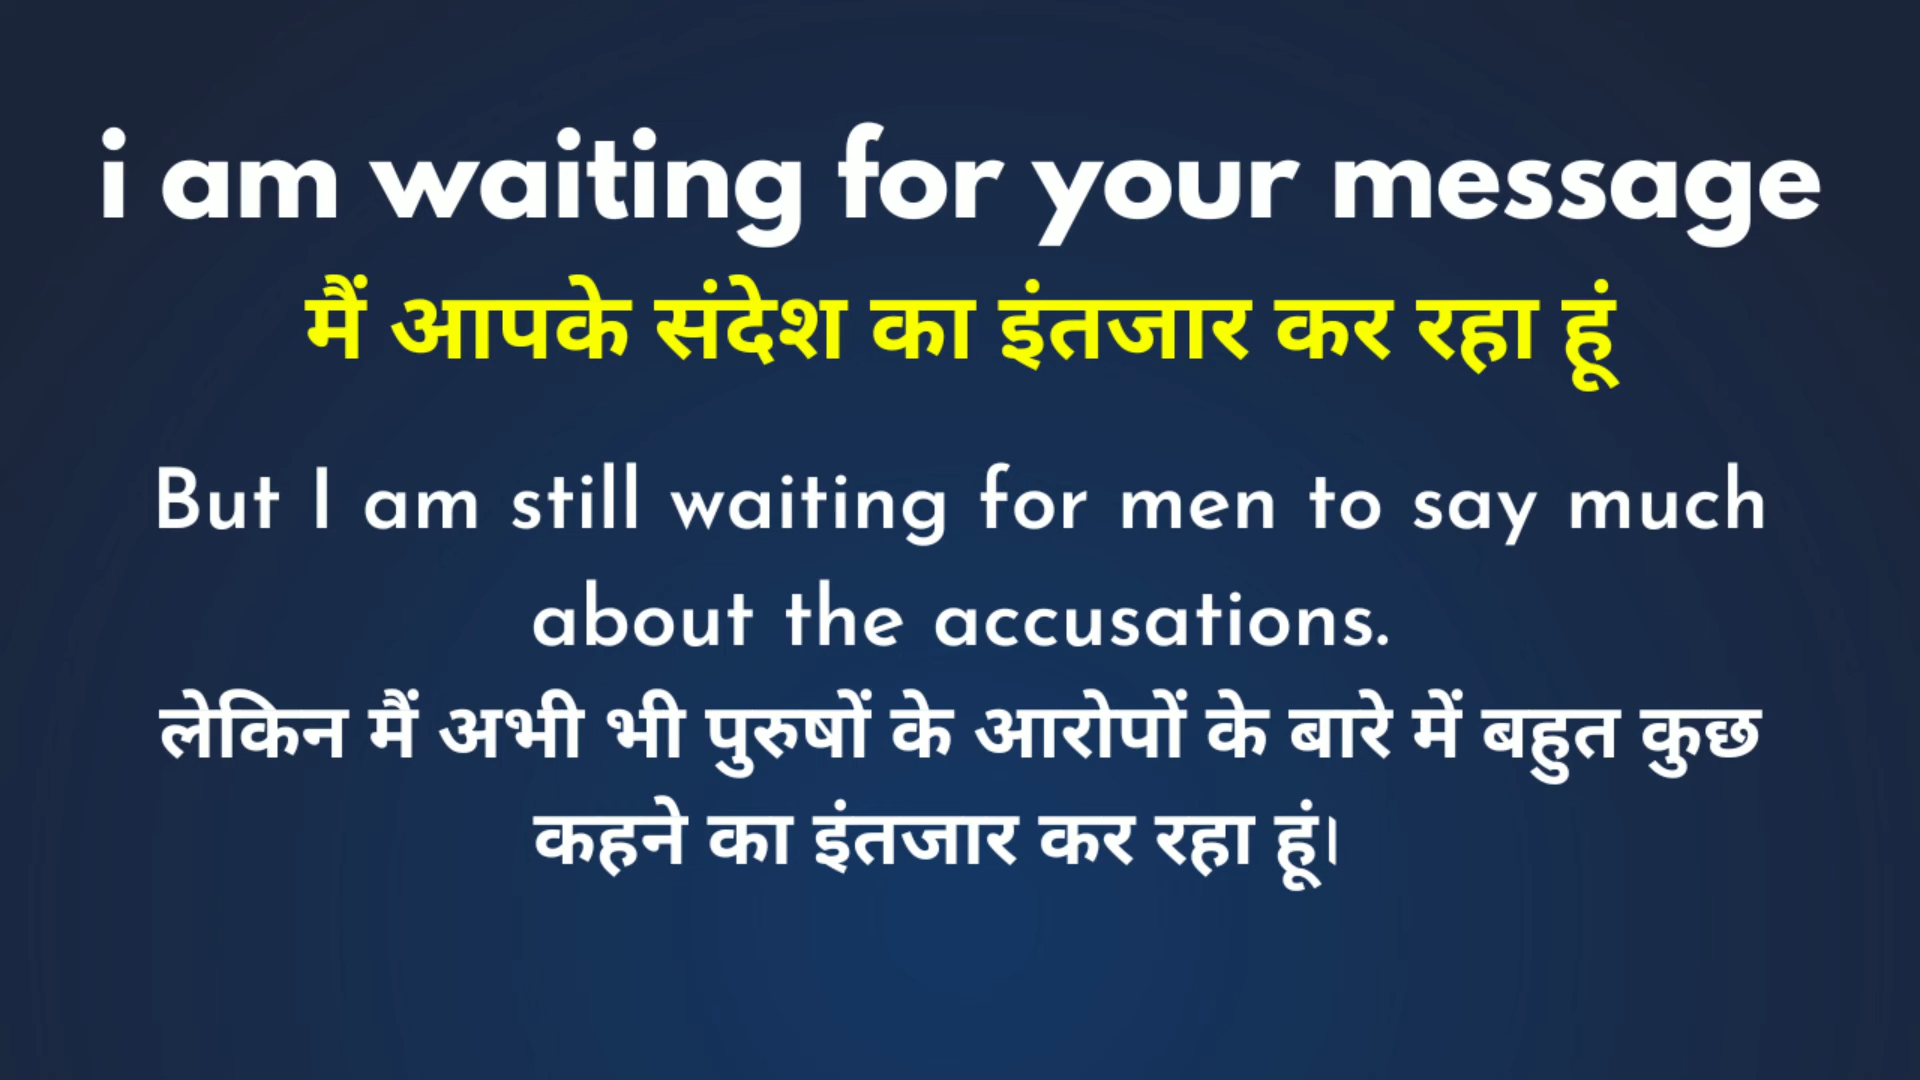 i am waiting for your message
मैं आपके संदेश का इंतजार कर रहा हूं
But I am still waiting for men to say much
about the accusations.
लेकिन मैं अभी भी पुरुषों के आरोपों के बारे में बहुत कुछ
कहने का इंतजार कर रहा हूं।